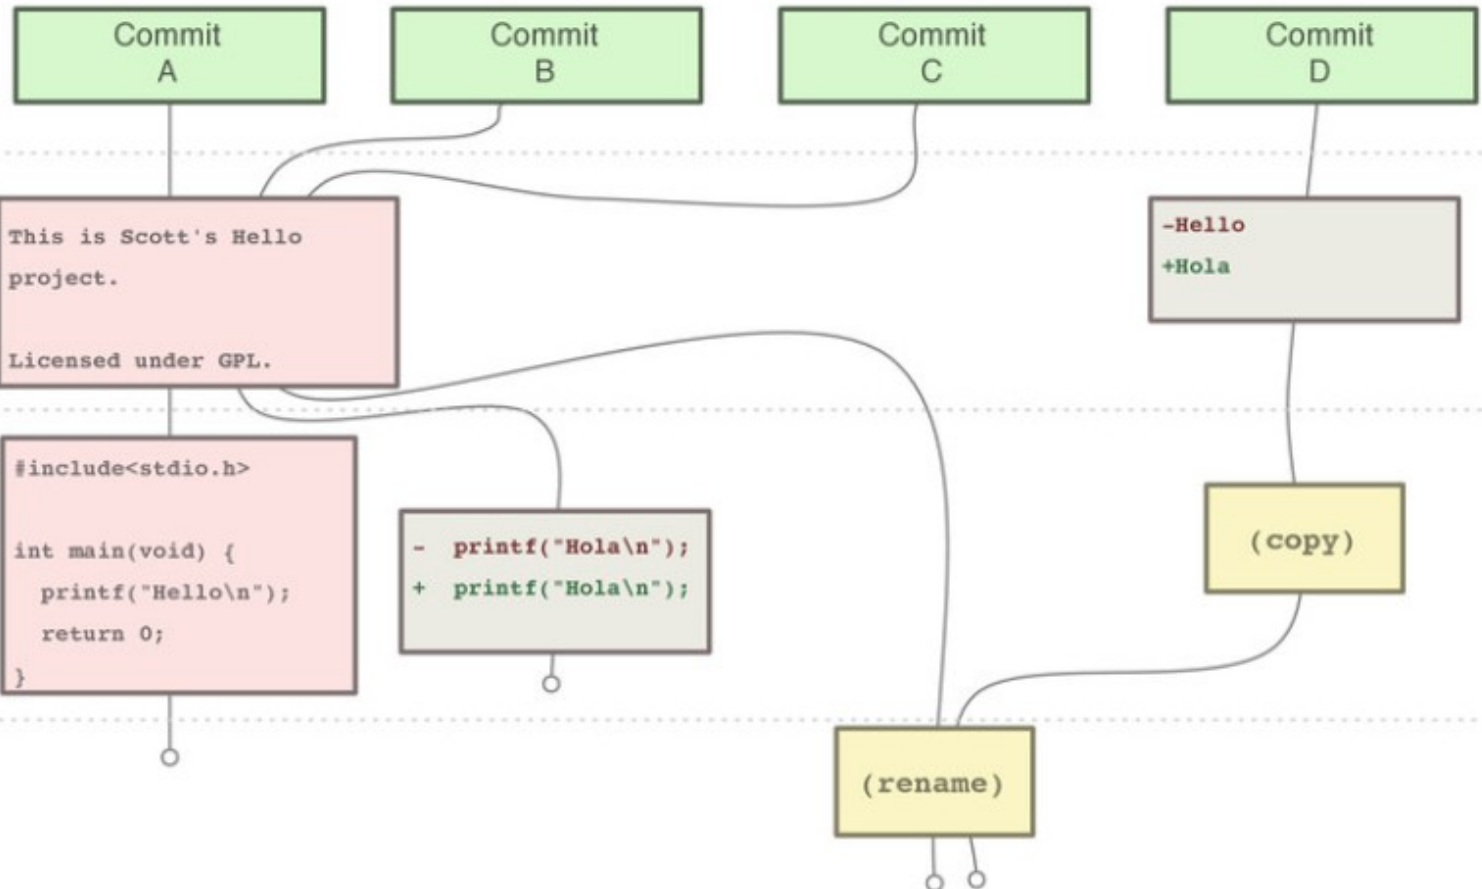 Commit
A
Commit
B
Commit
C
Commit
D
This is Scott's Hello
project.
Licensed under GPL.
-Hello
+Hola
#include<stdio.h>
int main(void) {
  printf("Hello\n");
  return 0;
}
-  printf("Hola\n");
+  printf("Hola\n");
(copy)
(rename)